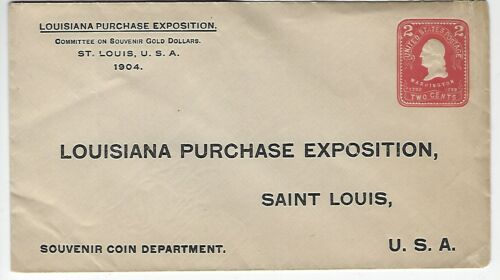 LOUISIANA PURCHASE EXPOSITION.
COMMITTEE ON SOUVENIR GOLD DOLLARS.
ST. LOUIS, U. S. A.
1904.
2 UNITED STATES POSTAGE 2
WASHINGTON
TWO CENTS
LOUISIANA PURCHASE EXPOSITION,
SAINT LOUIS,
SOUVENIR COIN DEPARTMENT. U. S. A.